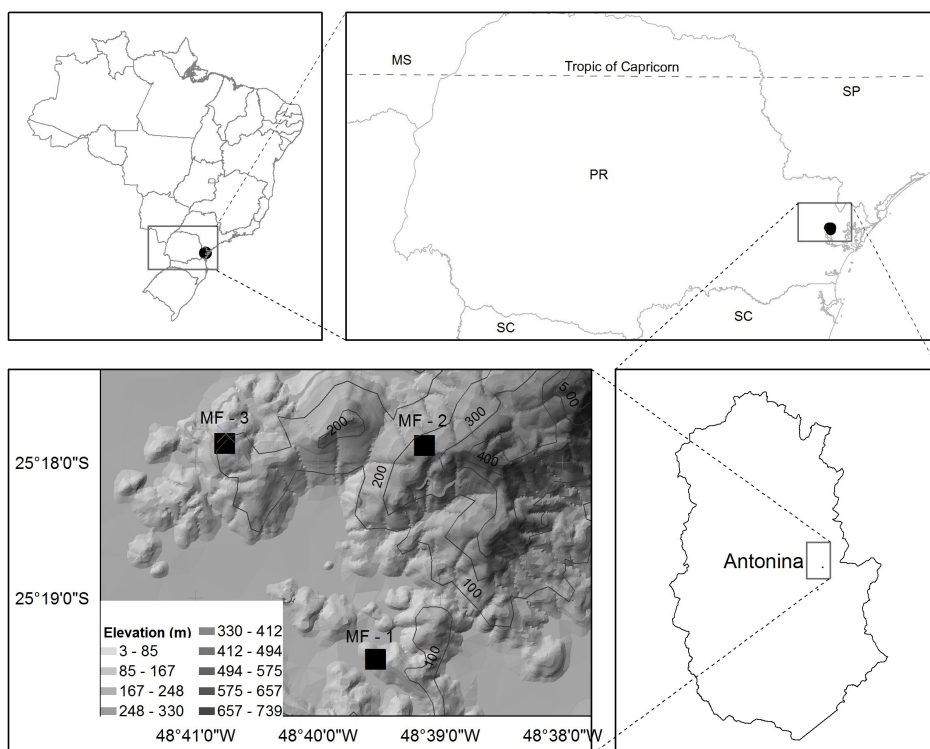 MS
Tropic of Capricorn
SP
PR
SC
SC
MF - 3
200
MF - 2
300
500
25°18'0"S
200
400
Antonina
100
25°19'0"S
MF - 1
100
Elevation (m)
3 - 85
85 - 167
167 - 248
248 - 330
330 - 412
412 - 494
494 - 575
575 - 657
657 - 739
48°41'0"W
48°40'0"W
48°39'0"W
48°38'0"W